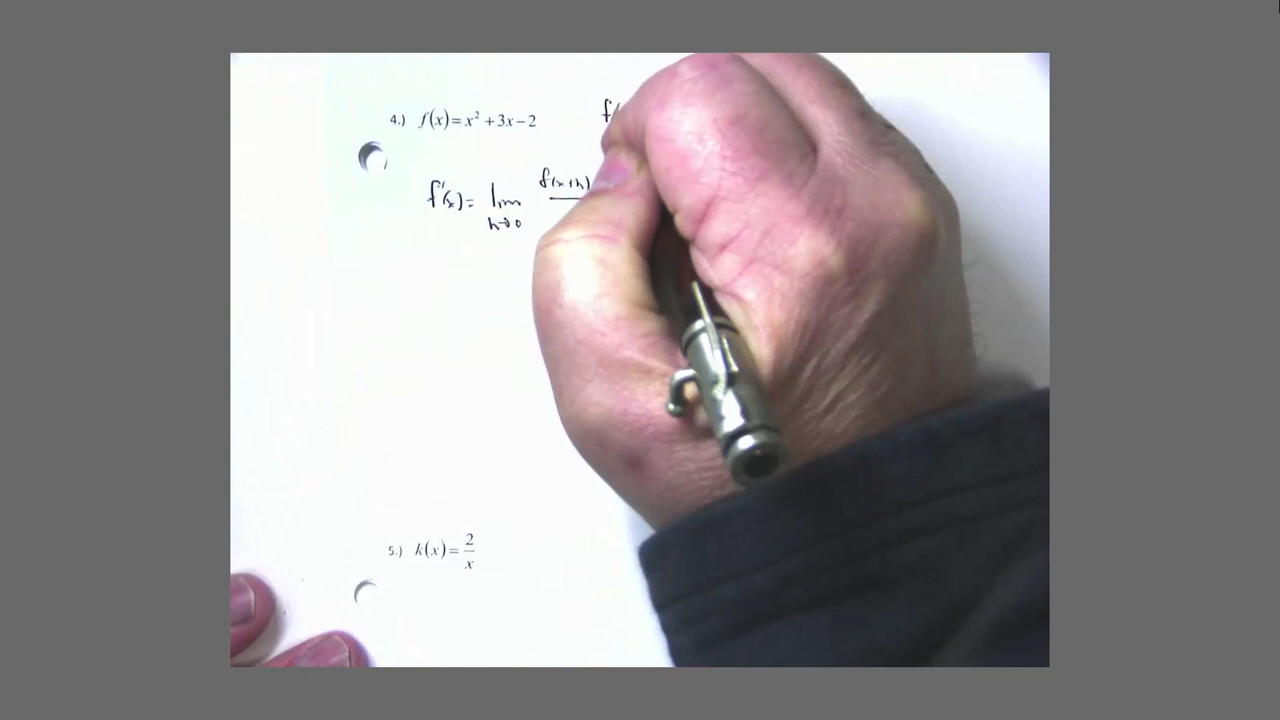 4.) f(x)=x²+3x−2 f(
f'(x)= lim f(x+h)
h→0
5.) k(x)= 2/x